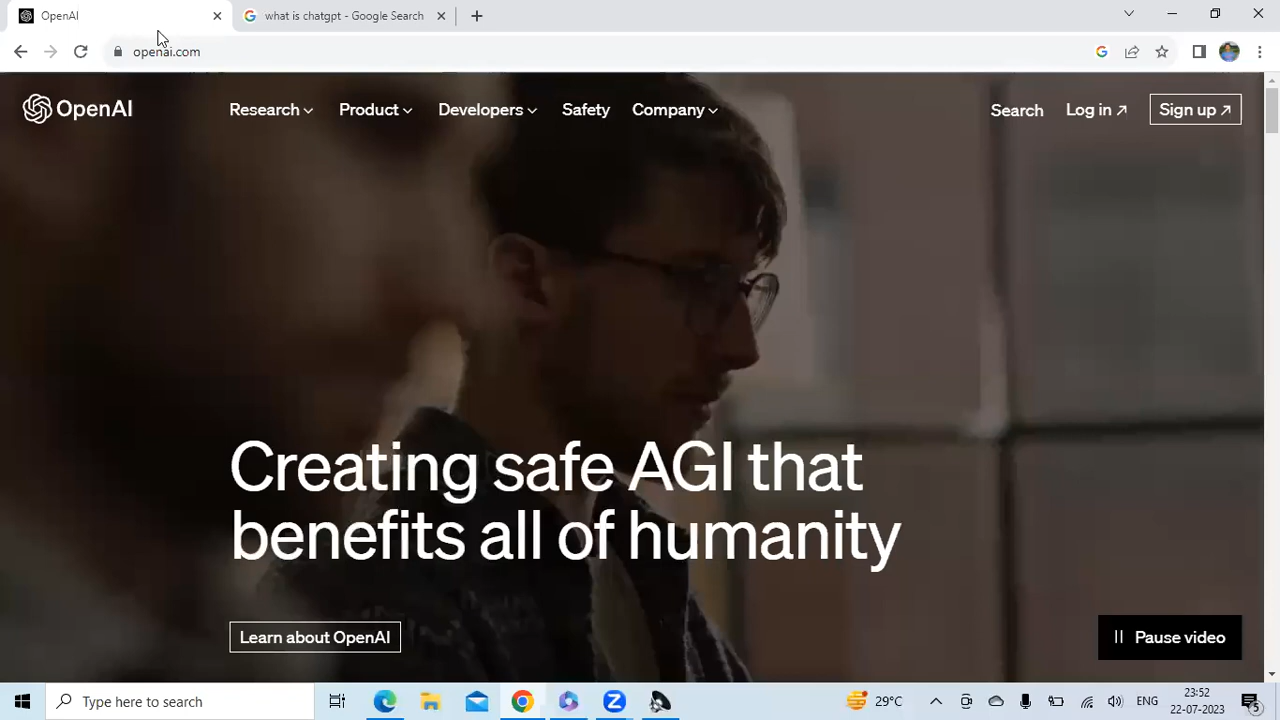 OpenAI
what is chatgpt - Google Search
openai.com
OpenAI
Research
Product
Developers
Safety
Company
Search
Log in ↗
Sign up ↗
Creating safe AGI that
benefits all of humanity
Learn about OpenAI
Pause video
Type here to search
29°C
ENG
23:52
22-07-2023
5